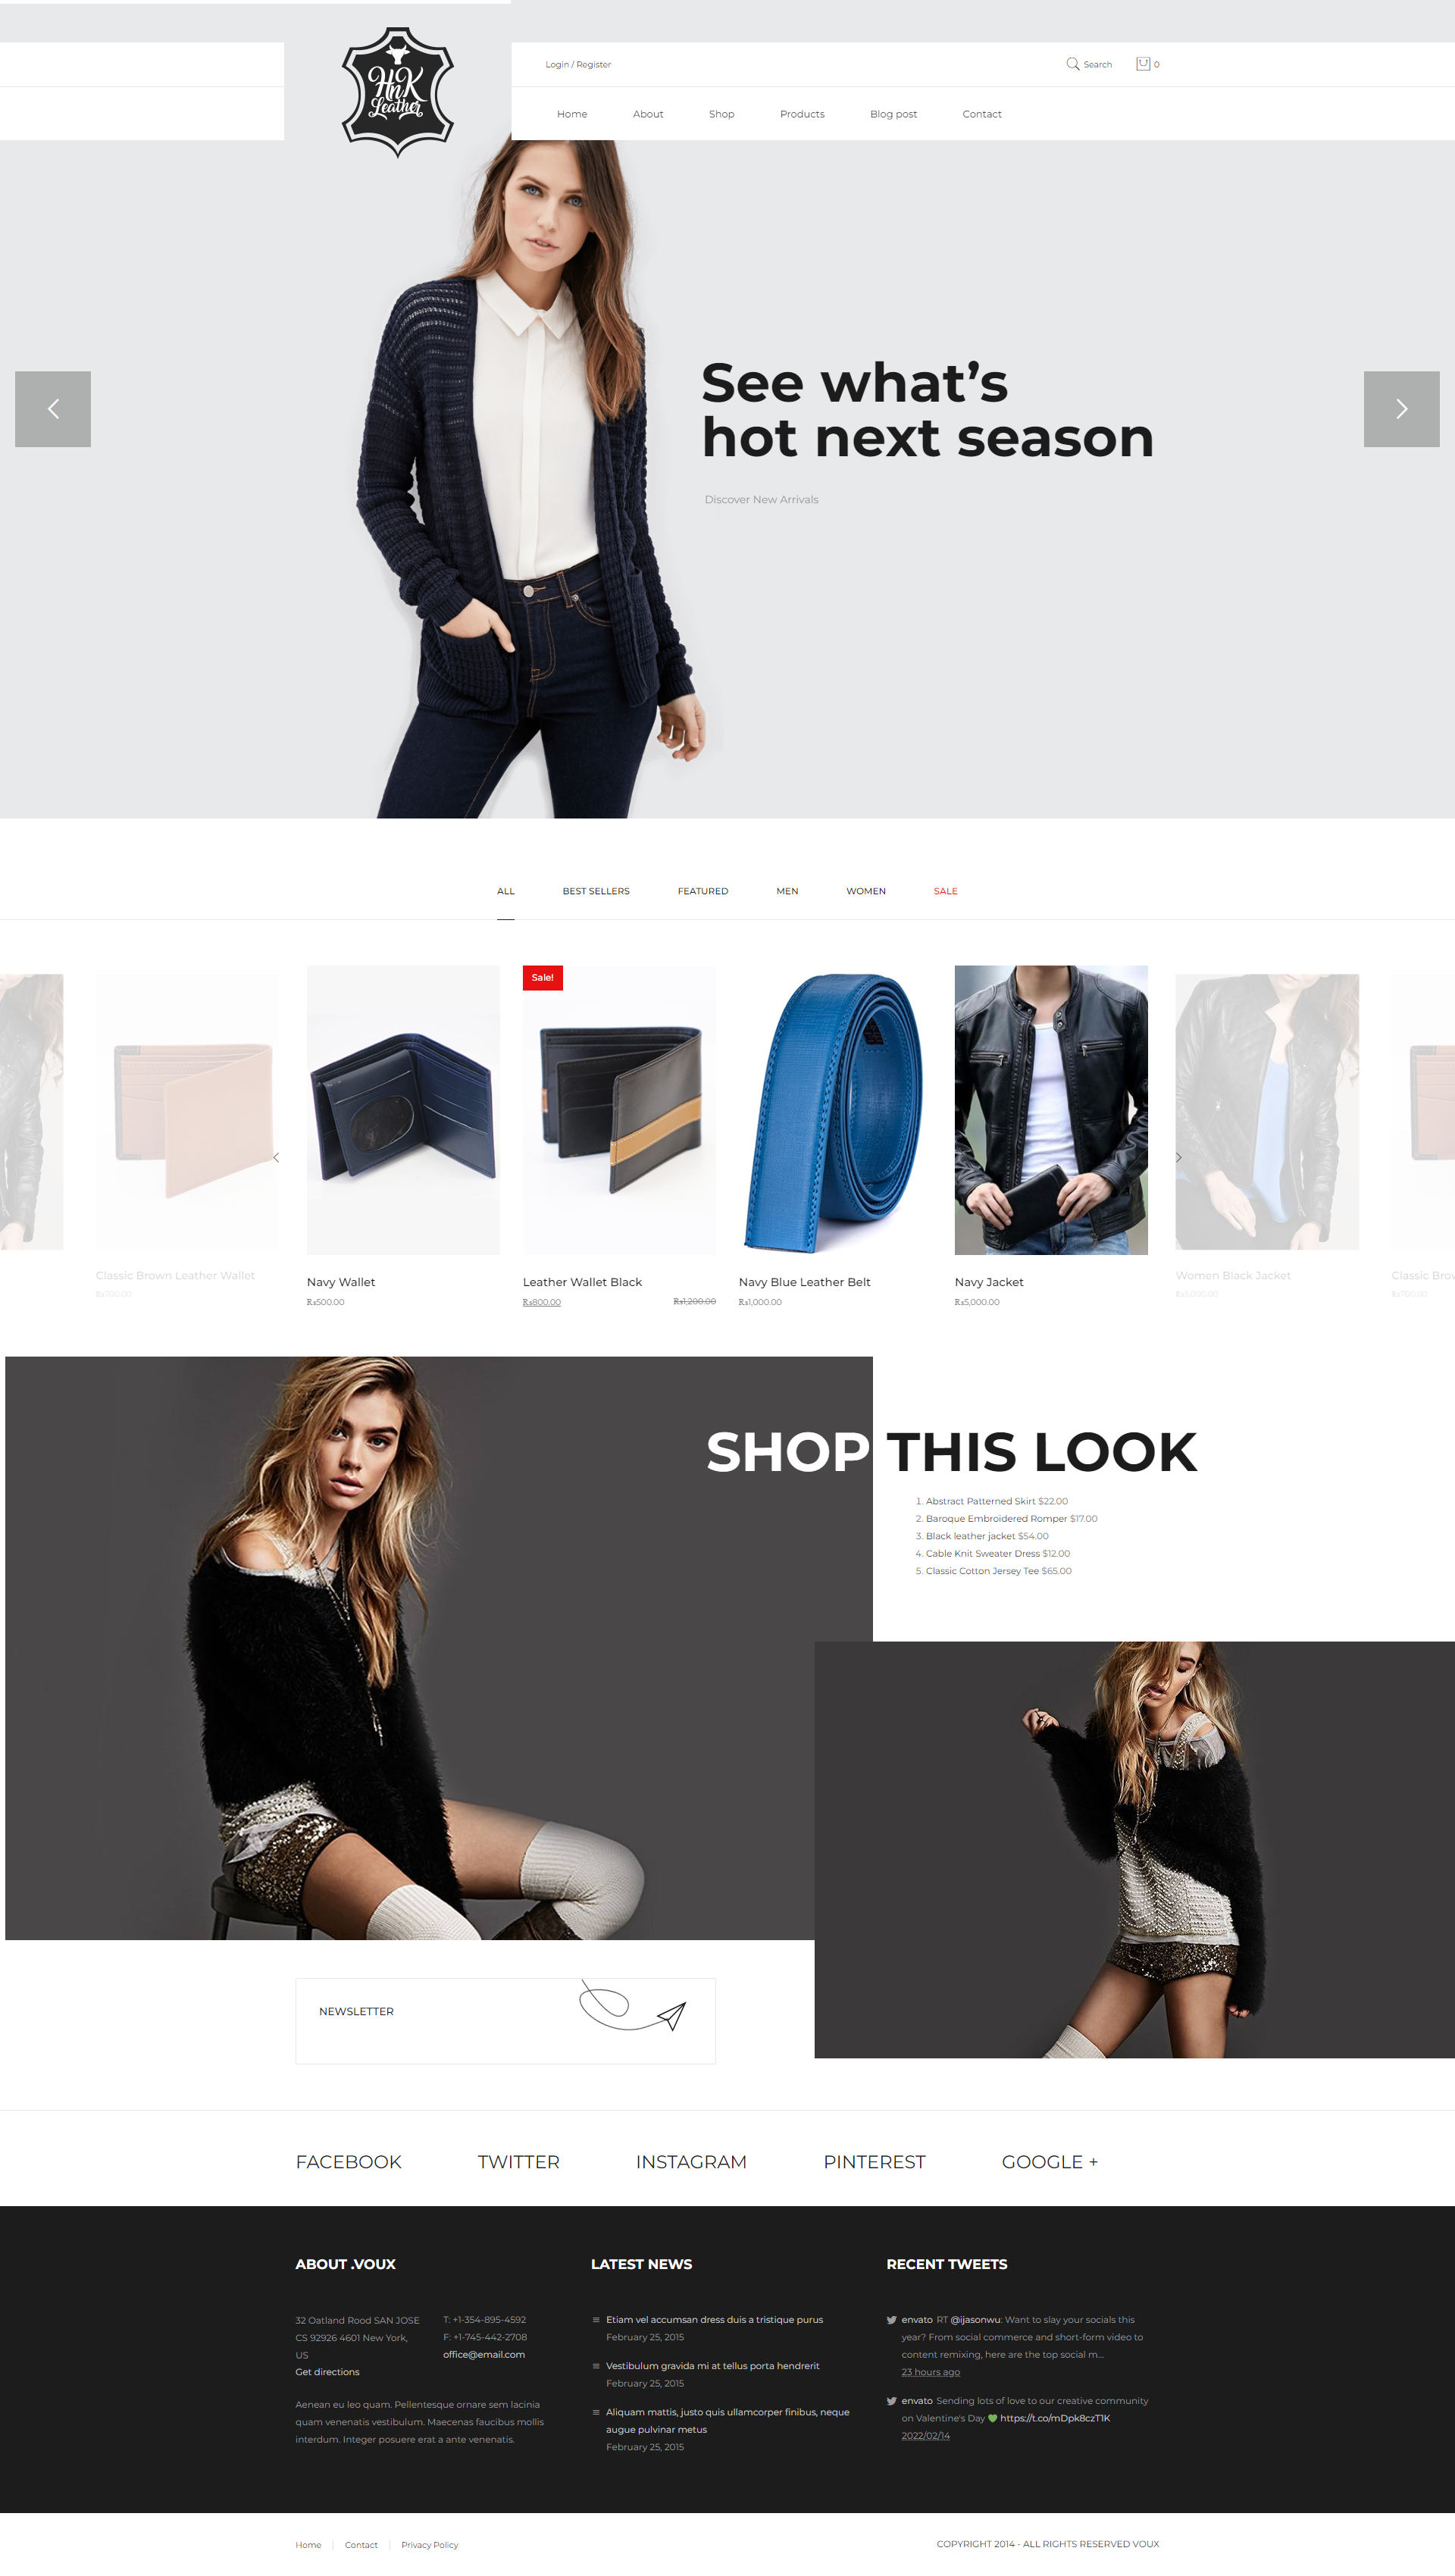 HnK
Leather
Login / Register
Search
0
Home
About
Shop
Products
Blog post
Contact
See what's
hot next season
Discover New Arrivals
ALL
BEST SELLERS
FEATURED
MEN
WOMEN
SALE
Sale!
Classic Brown Leather Wallet
₨700.00
Navy Wallet
₨500.00
Leather Wallet Black
₨800.00 ₨1,200.00
Navy Blue Leather Belt
₨1,000.00
Navy Jacket
₨5,000.00
Women Black Jacket
₨5,000.00
Classic Brow
₨700.00
SHOP THIS LOOK
1. Abstract Patterned Skirt $22.00
2. Baroque Embroidered Romper $17.00
3. Black leather jacket $54.00
4. Cable Knit Sweater Dress $12.00
5. Classic Cotton Jersey Tee $65.00
NEWSLETTER
FACEBOOK
TWITTER
INSTAGRAM
PINTEREST
GOOGLE +
ABOUT .VOUX
32 Oatland Rood SAN JOSE
CS 92926 4601 New York,
US
Get directions
T: +1-354-895-4592
F: +1-745-442-2708
office@email.com
Aenean eu leo quam. Pellentesque ornare sem lacinia
quam venenatis vestibulum. Maecenas faucibus mollis
interdum. Integer posuere erat a ante venenatis.
LATEST NEWS
Etiam vel accumsan dress duis a tristique purus
February 25, 2015
Vestibulum gravida mi at tellus porta hendrerit
February 25, 2015
Aliquam mattis, justo quis ullamcorper finibus, neque
augue pulvinar metus
February 25, 2015
RECENT TWEETS
envato RT @ijasonwu: Want to slay your socials this
year? From social commerce and short-form video to
content remixing, here are the top social m...
23 hours ago
envato Sending lots of love to our creative community
on Valentine's Day 💚 https://t.co/mDpk8czT1K
2022/02/14
Home
Contact
Privacy Policy
COPYRIGHT 2014 - ALL RIGHTS RESERVED VOUX